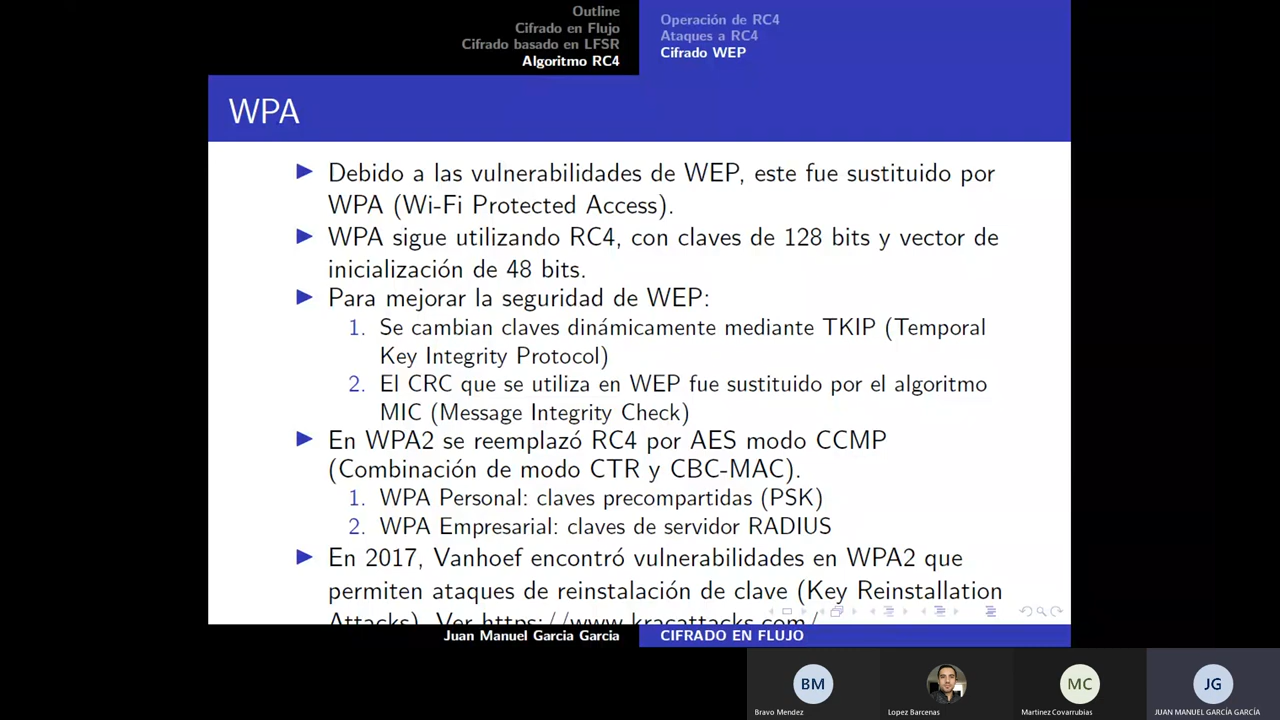 Outline
Cifrado en Flujo
Cifrado basado en LFSR
Algoritmo RC4
Operación de RC4
Ataques a RC4
Cifrado WEP
WPA
Debido a las vulnerabilidades de WEP, este fue sustituido por
WPA (Wi-Fi Protected Access).
WPA sigue utilizando RC4, con claves de 128 bits y vector de
inicialización de 48 bits.
Para mejorar la seguridad de WEP:
1. Se cambian claves dinámicamente mediante TKIP (Temporal
Key Integrity Protocol)
2. El CRC que se utiliza en WEP fue sustituido por el algoritmo
MIC (Message Integrity Check)
En WPA2 se reemplazó RC4 por AES modo CCMP
(Combinación de modo CTR y CBC-MAC).
1. WPA Personal: claves precompartidas (PSK)
2. WPA Empresarial: claves de servidor RADIUS
En 2017, Vanhoef encontró vulnerabilidades en WPA2 que
permiten ataques de reinstalación de clave (Key Reinstallation
Attacks). Ver https://www.kracattacks.com/
Juan Manuel Garcia Garcia
CIFRADO EN FLUJO
BM
MC
JG
Bravo Mendez
Lopez Barcenas
Martinez Covarrubias
JUAN MANUEL GARCÍA GARCÍA